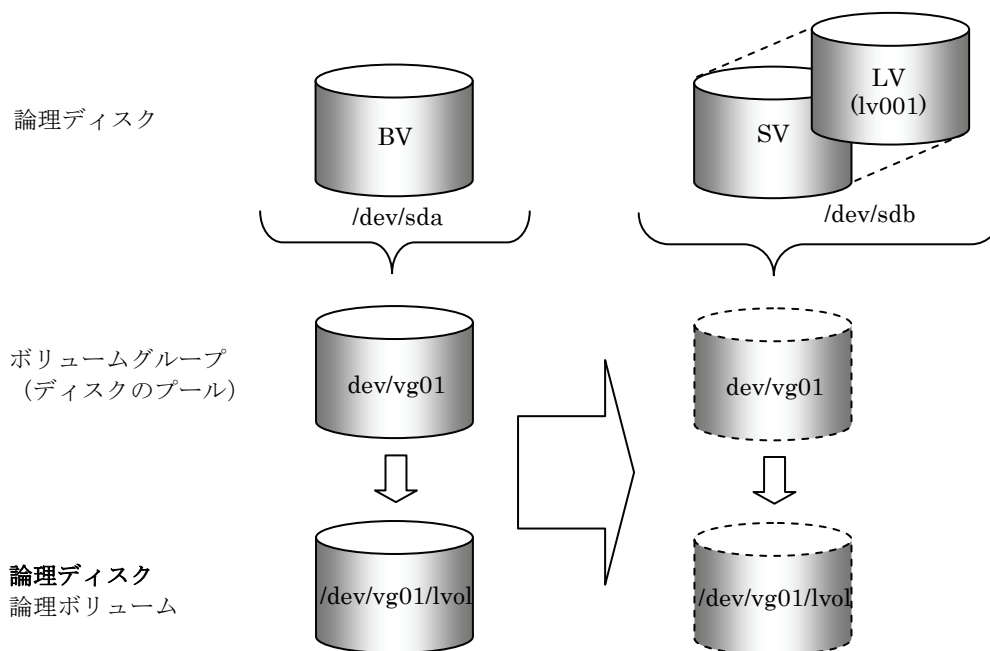 論理ディスク
BV
SV
LV
(lv001)
/dev/sda
/dev/sdb
ボリュームグループ
(ディスクのプール)
dev/vg01
dev/vg01
論理ディスク
論理ボリューム
/dev/vg01/lvol
/dev/vg01/lvol